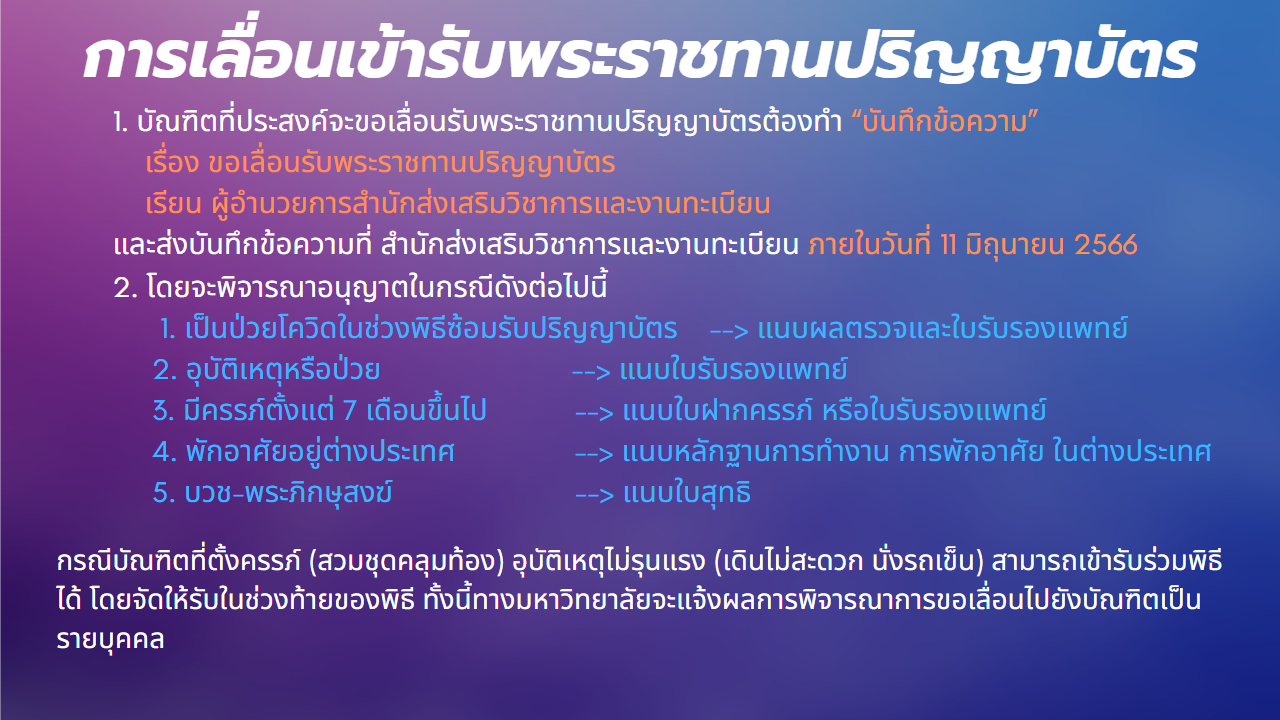 การเลื่อนเข้ารับพระราชทานปริญญาบัตร
1. บัณฑิตที่ประสงค์จะขอเลื่อนรับพระราชทานปริญญาบัตรต้องทำ “บันทึกข้อความ”
เรื่อง ขอเลื่อนรับพระราชทานปริญญาบัตร
เรียน ผู้อำนวยการสำนักส่งเสริมวิชาการและงานทะเบียน
และส่งบันทึกข้อความที่ สำนักส่งเสริมวิชาการและงานทะเบียน ภายในวันที่ 11 มิถุนายน 2566
2. โดยจะพิจารณาอนุญาตในกรณีดังต่อไปนี้
1. เป็นป่วยโควิดในช่วงพิธีซ้อมรับปริญญาบัตร --> แนบผลตรวจและใบรับรองแพทย์
2. อุบัติเหตุหรือป่วย --> แนบใบรับรองแพทย์
3. มีครรภ์ตั้งแต่ 7 เดือนขึ้นไป --> แนบใบฝากครรภ์ หรือใบรับรองแพทย์
4. พักอาศัยอยู่ต่างประเทศ --> แนบหลักฐานการทำงาน การพักอาศัย ในต่างประเทศ
5. บวช-พระภิกษุสงฆ์ --> แนบใบสุทธิ
กรณีบัณฑิตที่ตั้งครรภ์ (สวมชุดคลุมท้อง) อุบัติเหตุไม่รุนแรง (เดินไม่สะดวก นั่งรถเข็น) สามารถเข้ารับร่วมพิธี
ได้ โดยจัดให้รับในช่วงท้ายของพิธี ทั้งนี้ทางมหาวิทยาลัยจะแจ้งผลการพิจารณาการขอเลื่อนไปยังบัณฑิตเป็น
รายบุคคล